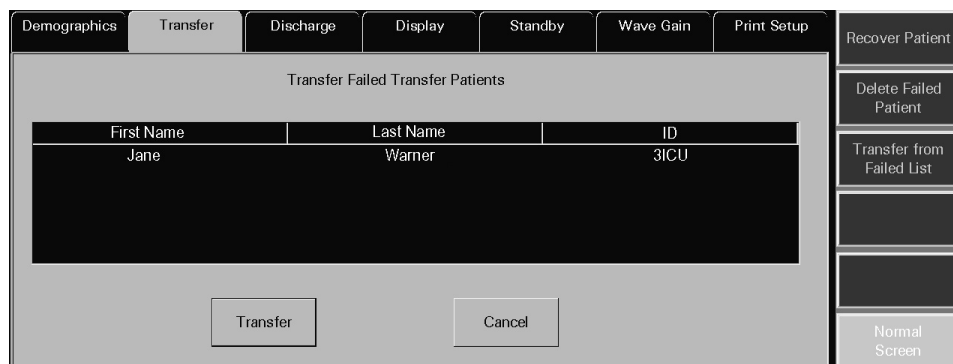 Demographics Transfer Discharge Display Standby Wave Gain Print Setup
Transfer Failed Transfer Patients
First Name Last Name ID
Jane Warner 3ICU
Transfer Cancel
Recover Patient
Delete Failed
Patient
Transfer from
Failed List
Normal
Screen